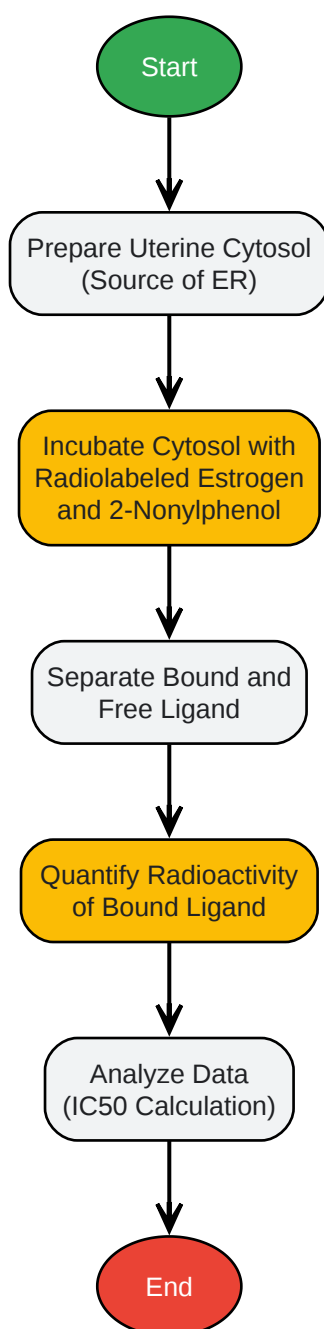 Start
Prepare Uterine Cytosol
(Source of ER)
Incubate Cytosol with
Radiolabeled Estrogen
and 2-Nonylphenol
Separate Bound and
Free Ligand
Quantify Radioactivity
of Bound Ligand
Analyze Data
(IC50 Calculation)
End